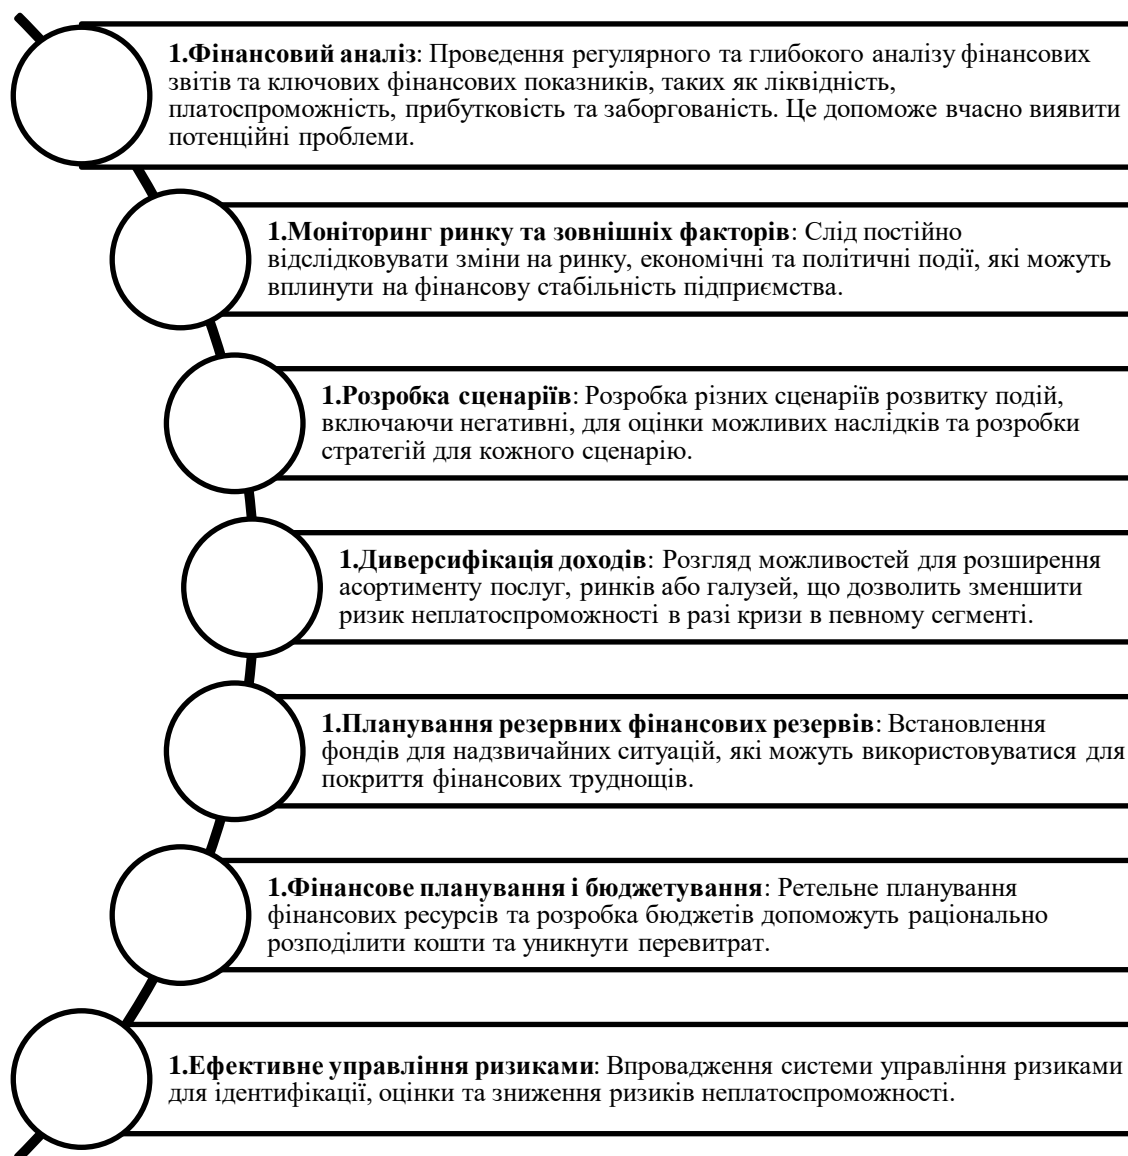 1.Фінансовий аналіз: Проведення регулярного та глибокого аналізу фінансових
звітів та ключових фінансових показників, таких як ліквідність,
платоспроможність, прибутковість та заборгованість. Це допоможе вчасно виявити
потенційні проблеми.
1.Моніторинг ринку та зовнішніх факторів: Слід постійно
відслідковувати зміни на ринку, економічні та політичні події, які можуть
вплинути на фінансову стабільність підприємства.
1.Розробка сценаріїв: Розробка різних сценаріїв розвитку подій,
включаючи негативні, для оцінки можливих наслідків та розробки
стратегій для кожного сценарію.
1.Диверсифікація доходів: Розгляд можливостей для розширення
асортименту послуг, ринків або галузей, що дозволить зменшити
ризик неплатоспроможності в разі кризи в певному сегменті.
1.Планування резервних фінансових резервів: Встановлення
фондів для надзвичайних ситуацій, які можуть використовуватися для
покриття фінансових труднощів.
1.Фінансове планування і бюджетування: Ретельне планування
фінансових ресурсів та розробка бюджетів допоможуть раціонально
розподілити кошти та уникнути перевитрат.
1.Ефективне управління ризиками: Впровадження системи управління ризиками
для ідентифікації, оцінки та зниження ризиків неплатоспроможності.